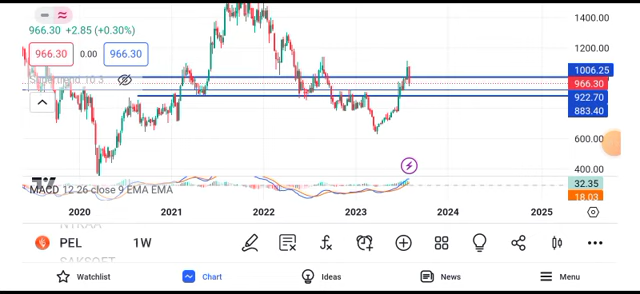 1400.00
966.30 +2.85 (+0.30%)
1200.00
966.30 0.00 966.30
1006.25
Supertrend 10 3
966.30
922.70
883.40
600.00
400.00
MACD 12 26 close 9 EMA EMA
32.35
18.03
2020 2021 2022 2023 2024 2025
PEL 1W
Watchlist Chart Ideas News Menu